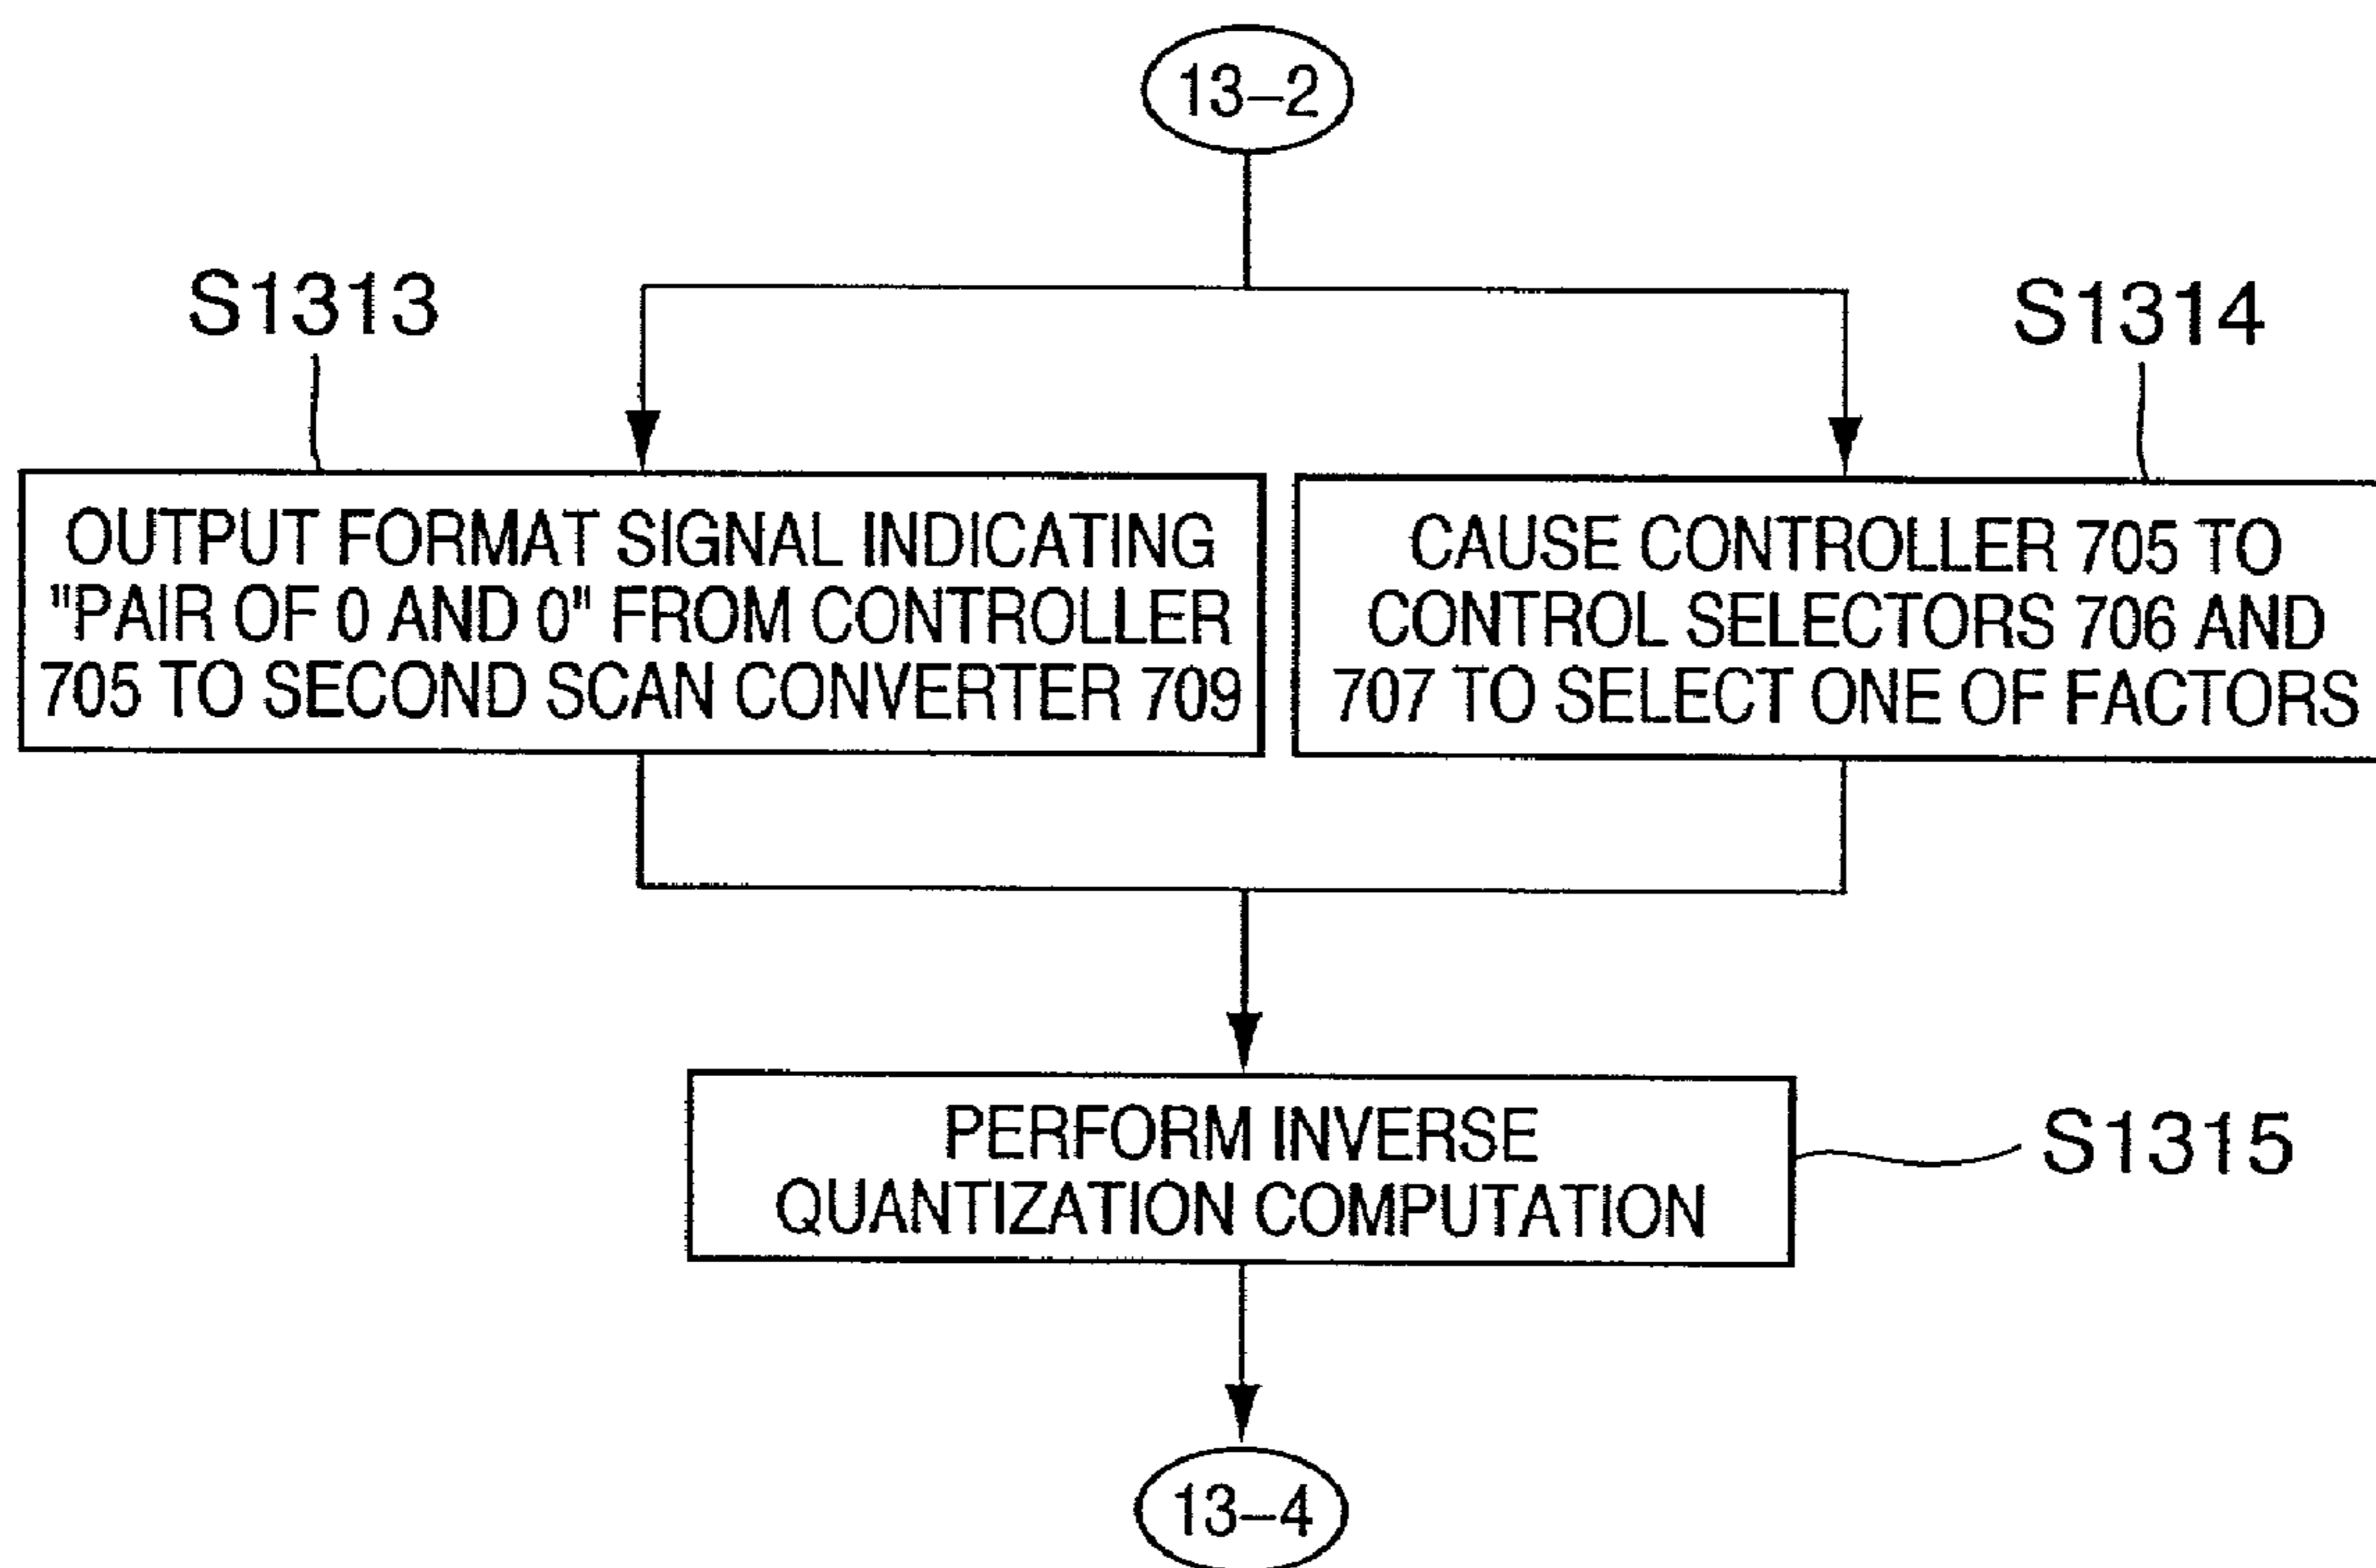 13–2
S1313
S1314
OUTPUT FORMAT SIGNAL INDICATING
"PAIR OF 0 AND 0" FROM CONTROLLER
705 TO SECOND SCAN CONVERTER 709
CAUSE CONTROLLER 705 TO
CONTROL SELECTORS 706 AND
707 TO SELECT ONE OF FACTORS
PERFORM INVERSE
QUANTIZATION COMPUTATION
S1315
13–4